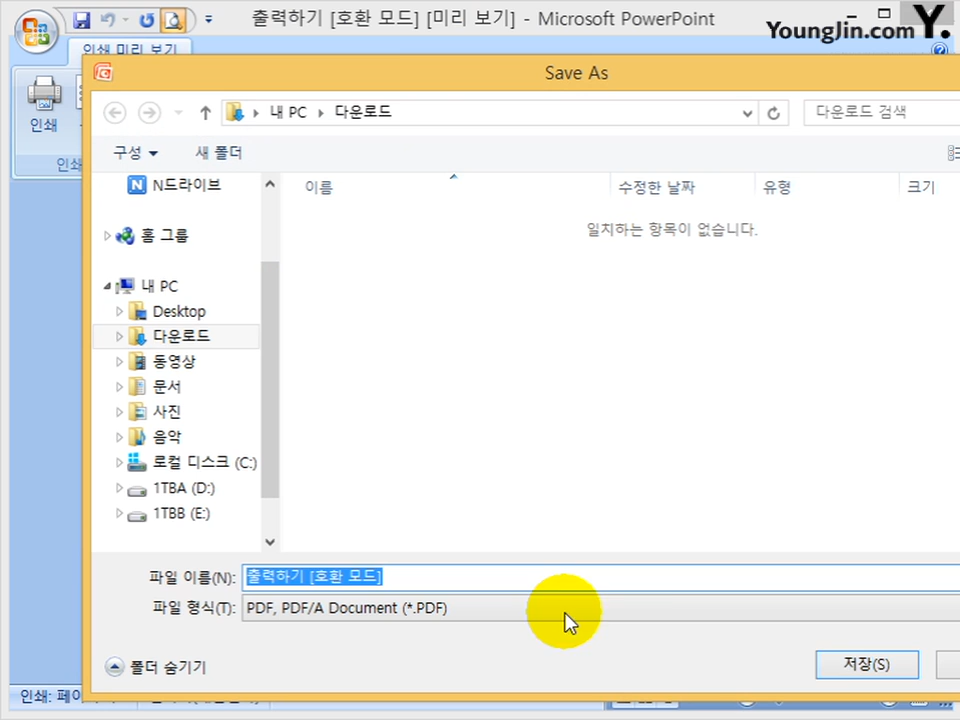 출력하기 [호환 모드] [미리 보기] - Microsoft PowerPoint
YoungJin.com Y.
인쇄 미리 보기
Save As
인쇄
내 PC 다운로드
다운로드 검색
구성
새 폴더
인쇄
N드라이브
이름
수정한 날짜
유형
크기
일치하는 항목이 없습니다.
홈 그룹
내 PC
Desktop
다운로드
동영상
문서
사진
음악
로컬 디스크 (C:)
1TBA (D:)
1TBB (E:)
파일 이름(N): 출력하기 [호환 모드]
파일 형식(T): PDF, PDF/A Document (*.PDF)
폴더 숨기기
저장(S)
인쇄: 페이